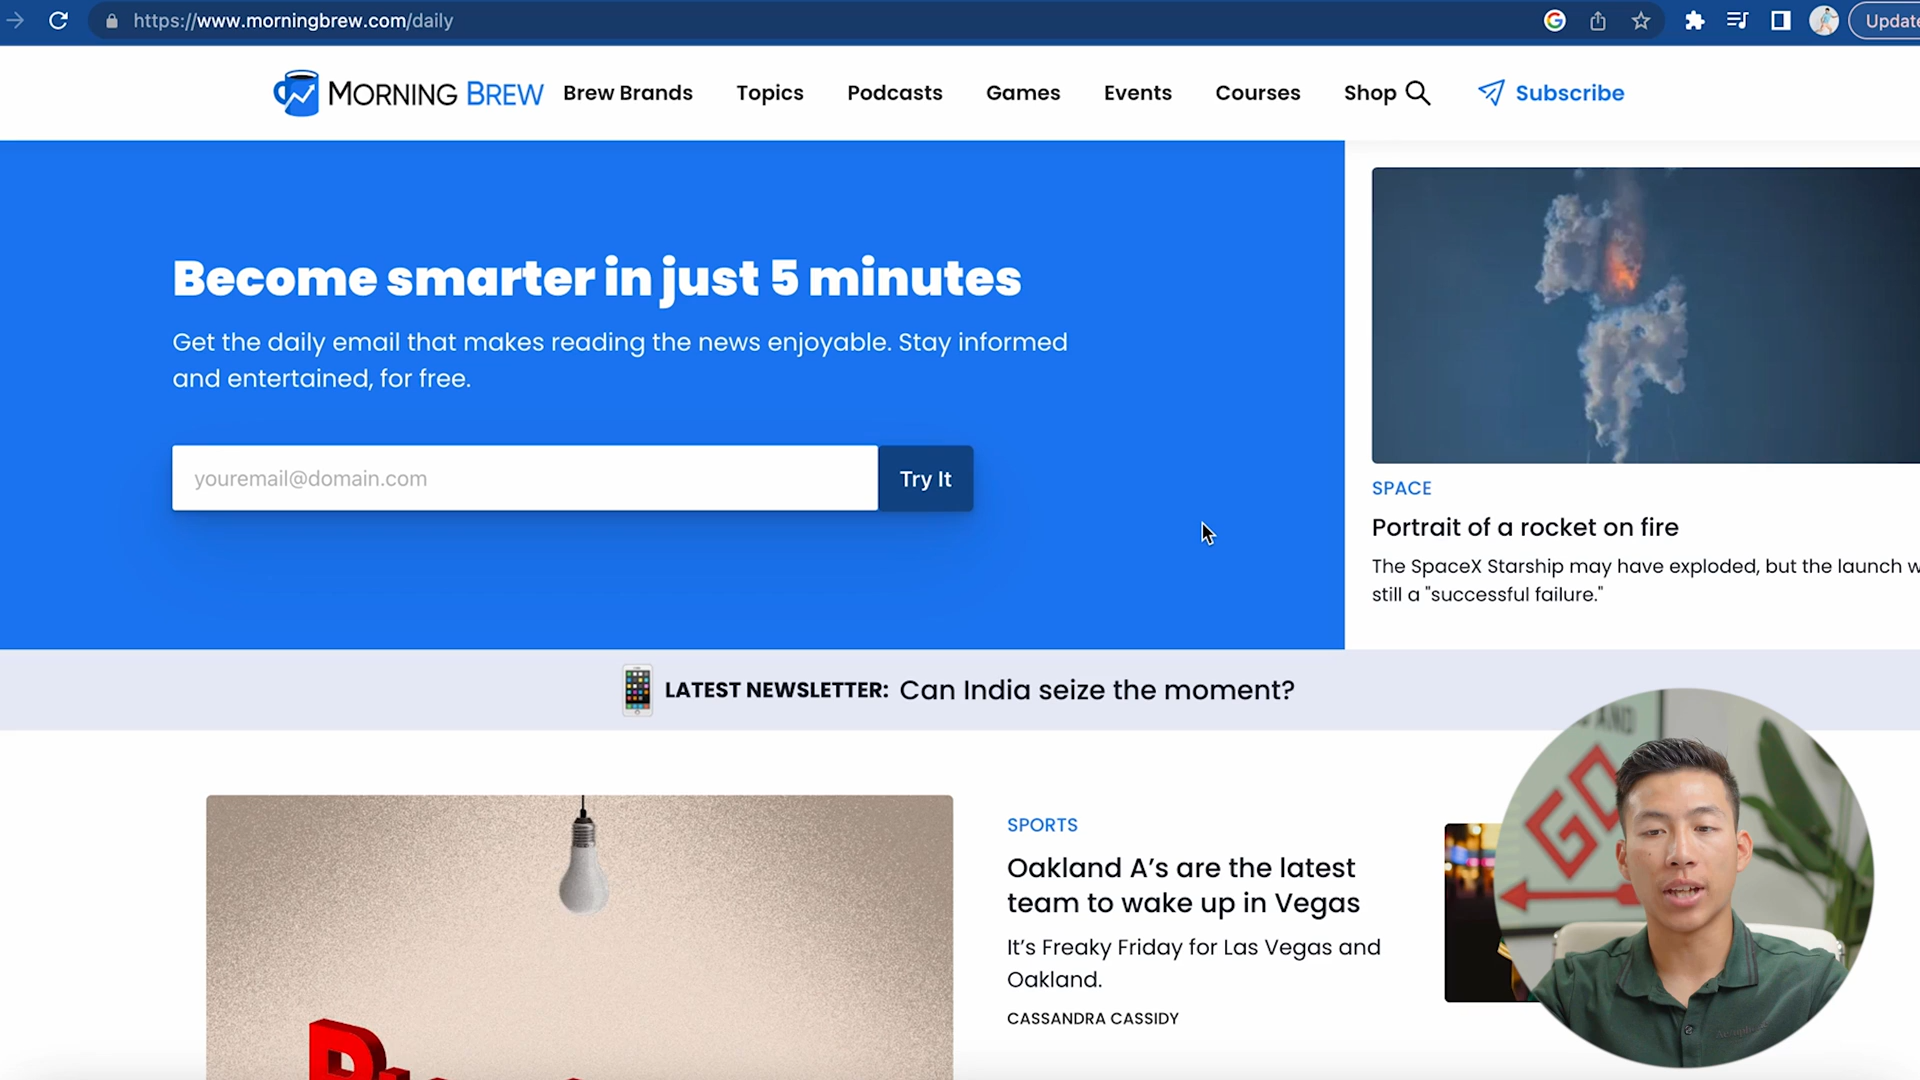 https://www.morningbrew.com/daily
Update
MORNING BREW
Brew Brands
Topics
Podcasts
Games
Events
Courses
Shop
Subscribe
Become smarter in just 5 minutes
Get the daily email that makes reading the news enjoyable. Stay informed
and entertained, for free.
youremail@domain.com
Try It
SPACE
Portrait of a rocket on fire
The SpaceX Starship may have exploded, but the launch w
still a "successful failure."
LATEST NEWSLETTER: Can India seize the moment?
SPORTS
Oakland A's are the latest
team to wake up in Vegas
It's Freaky Friday for Las Vegas and
Oakland.
CASSANDRA CASSIDY
AND
GO